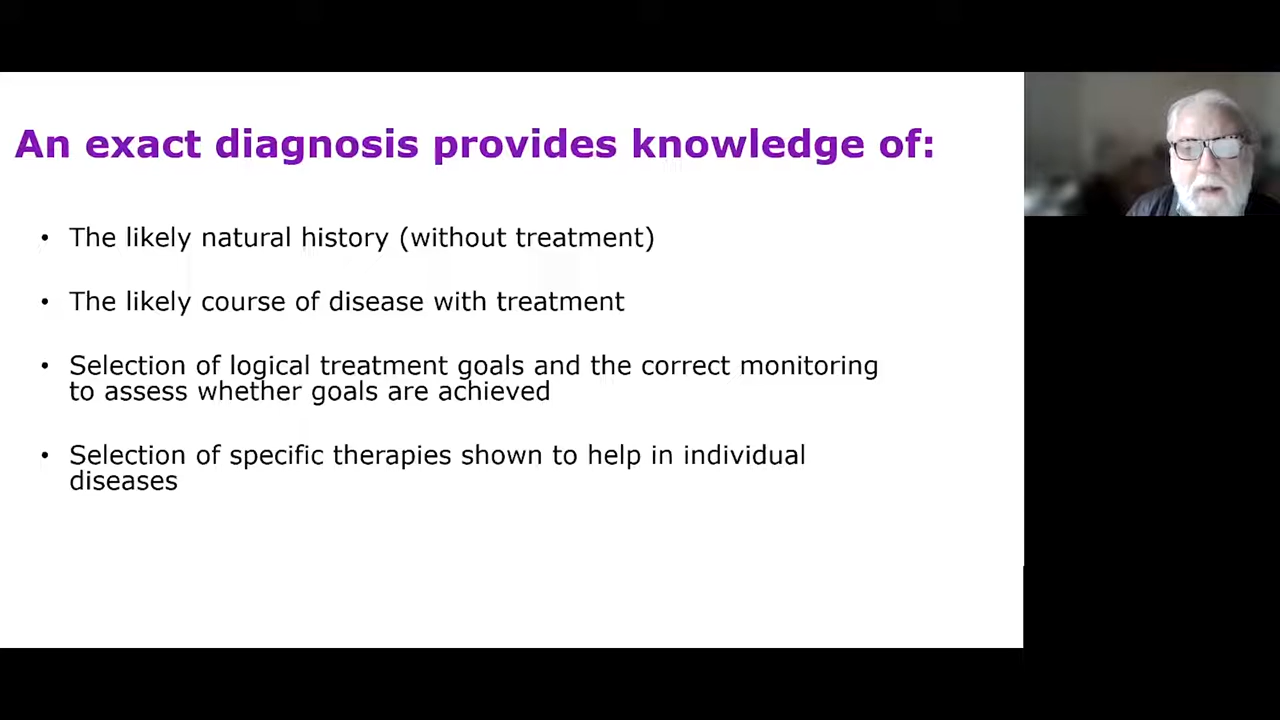 An exact diagnosis provides knowledge of:
• The likely natural history (without treatment)
• The likely course of disease with treatment
• Selection of logical treatment goals and the correct monitoring
to assess whether goals are achieved
• Selection of specific therapies shown to help in individual
diseases